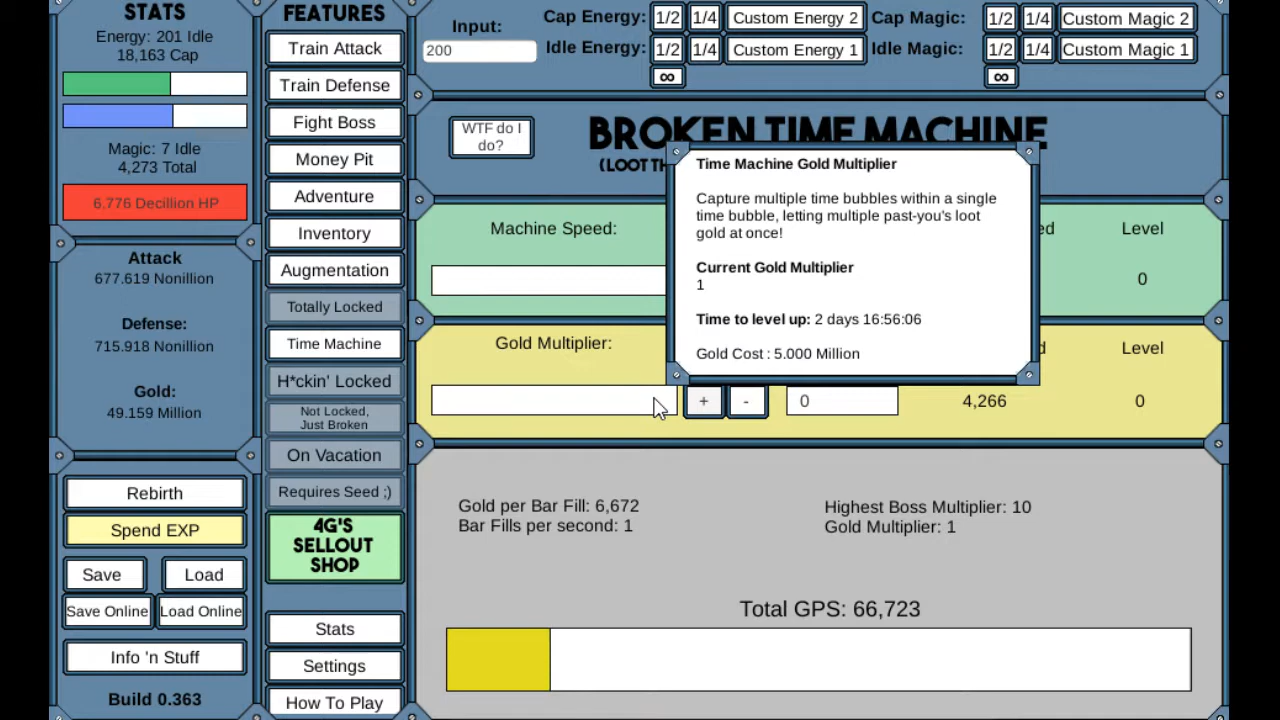 STATS
Energy: 201 Idle
18,163 Cap
Magic: 7 Idle
4,273 Total
6,776 Decillion HP
Attack
677.619 Nonillion
Defense:
715.918 Nonillion
Gold:
49.159 Million
Rebirth
Spend EXP
Save
Load
Save Online
Load Online
Info 'n Stuff
Build 0.363
FEATURES
Train Attack
Train Defense
Fight Boss
Money Pit
Adventure
Inventory
Augmentation
Totally Locked
Time Machine
H*ckin' Locked
Not Locked,
Just Broken
On Vacation
Requires Seed ;)
4G'S
SELLOUT
SHOP
Stats
Settings
How To Play
Input:
200
Cap Energy: 1/2 1/4 Custom Energy 2
Idle Energy: 1/2 1/4 Custom Energy 1
∞
Cap Magic: 1/2 1/4 Custom Magic 2
Idle Magic: 1/2 1/4 Custom Magic 1
∞
WTF do I
do?
BROKEN TIME MACHINE
(LOOT TH
Time Machine Gold Multiplier
Capture multiple time bubbles within a single
time bubble, letting multiple past-you's loot
gold at once!
Current Gold Multiplier
1
Time to level up: 2 days 16:56:06
Gold Cost : 5.000 Million
Machine Speed:
ed
Level
0
Gold Multiplier:
d
Level
+
-
0
4,266
0
Gold per Bar Fill: 6,672
Bar Fills per second: 1
Highest Boss Multiplier: 10
Gold Multiplier: 1
Total GPS: 66,723